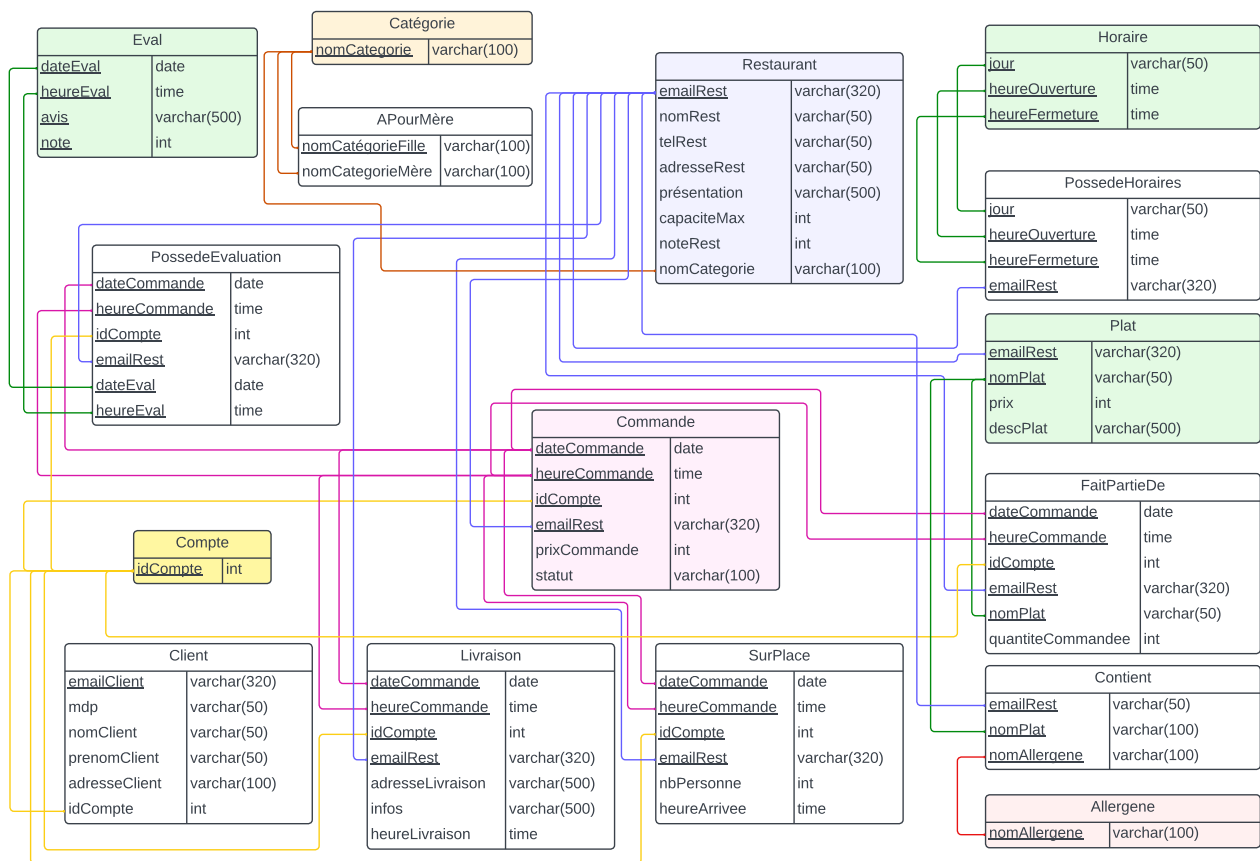 Eval
dateEval date
heureEval time
avis varchar(500)
note int
Catégorie
nomCategorie varchar(100)
APourMère
nomCatégorieFille varchar(100)
nomCategorieMère varchar(100)
Restaurant
emailRest varchar(320)
nomRest varchar(50)
telRest varchar(50)
adresseRest varchar(50)
présentation varchar(500)
capaciteMax int
noteRest int
nomCategorie varchar(100)
Horaire
jour varchar(50)
heureOuverture time
heureFermeture time
PossedeHoraires
jour varchar(50)
heureOuverture time
heureFermeture time
emailRest varchar(320)
PossedeEvaluation
dateCommande date
heureCommande time
idCompte int
emailRest varchar(320)
dateEval date
heureEval time
Plat
emailRest varchar(320)
nomPlat varchar(50)
prix int
descPlat varchar(500)
Commande
dateCommande date
heureCommande time
idCompte int
emailRest varchar(320)
prixCommande int
statut varchar(100)
FaitPartieDe
dateCommande date
heureCommande time
idCompte int
emailRest varchar(320)
nomPlat varchar(50)
quantiteCommandee int
Compte
idCompte int
Client
emailClient varchar(320)
mdp varchar(50)
nomClient varchar(50)
prenomClient varchar(50)
adresseClient varchar(100)
idCompte int
Livraison
dateCommande date
heureCommande time
idCompte int
emailRest varchar(320)
adresseLivraison varchar(500)
infos varchar(500)
heureLivraison time
SurPlace
dateCommande date
heureCommande time
idCompte int
emailRest varchar(320)
nbPersonne int
heureArrivee time
Contient
emailRest varchar(50)
nomPlat varchar(100)
nomAllergene varchar(100)
Allergene
nomAllergene varchar(100)